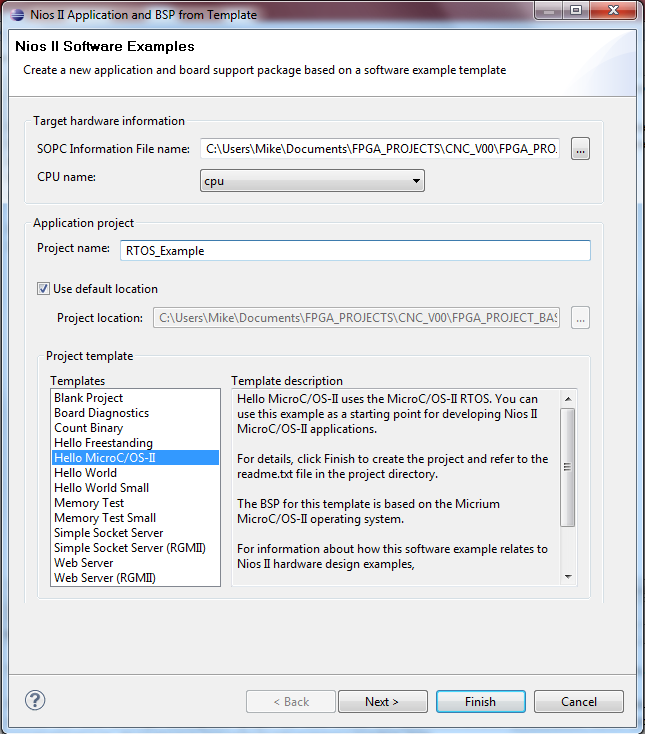 Nios II Application and BSP from Template
Nios II Software Examples
Create a new application and board support package based on a software example template
Target hardware information
SOPC Information File name: C:\Users\Mike\Documents\FPGA_PROJECTS\CNC_V00\FPGA_PRO. ...
CPU name: cpu
Application project
Project name: RTOS_Example
Use default location
Project location: C:\Users\Mike\Documents\FPGA_PROJECTS\CNC_V00\FPGA_PROJECT_BAS ...
Project template
Templates
Blank Project
Board Diagnostics
Count Binary
Hello Freestanding
Hello MicroC/OS-II
Hello World
Hello World Small
Memory Test
Memory Test Small
Simple Socket Server
Simple Socket Server (RGMII)
Web Server
Web Server (RGMII)
Template description
Hello MicroC/OS-II uses the MicroC/OS-II RTOS. You can
use this example as a starting point for developing Nios II
MicroC/OS-II applications.
For details, click Finish to create the project and refer to the
readme.txt file in the project directory.
The BSP for this template is based on the Micrium
MicroC/OS-II operating system.
For information about how this software example relates to
Nios II hardware design examples,
?
< Back
Next >
Finish
Cancel